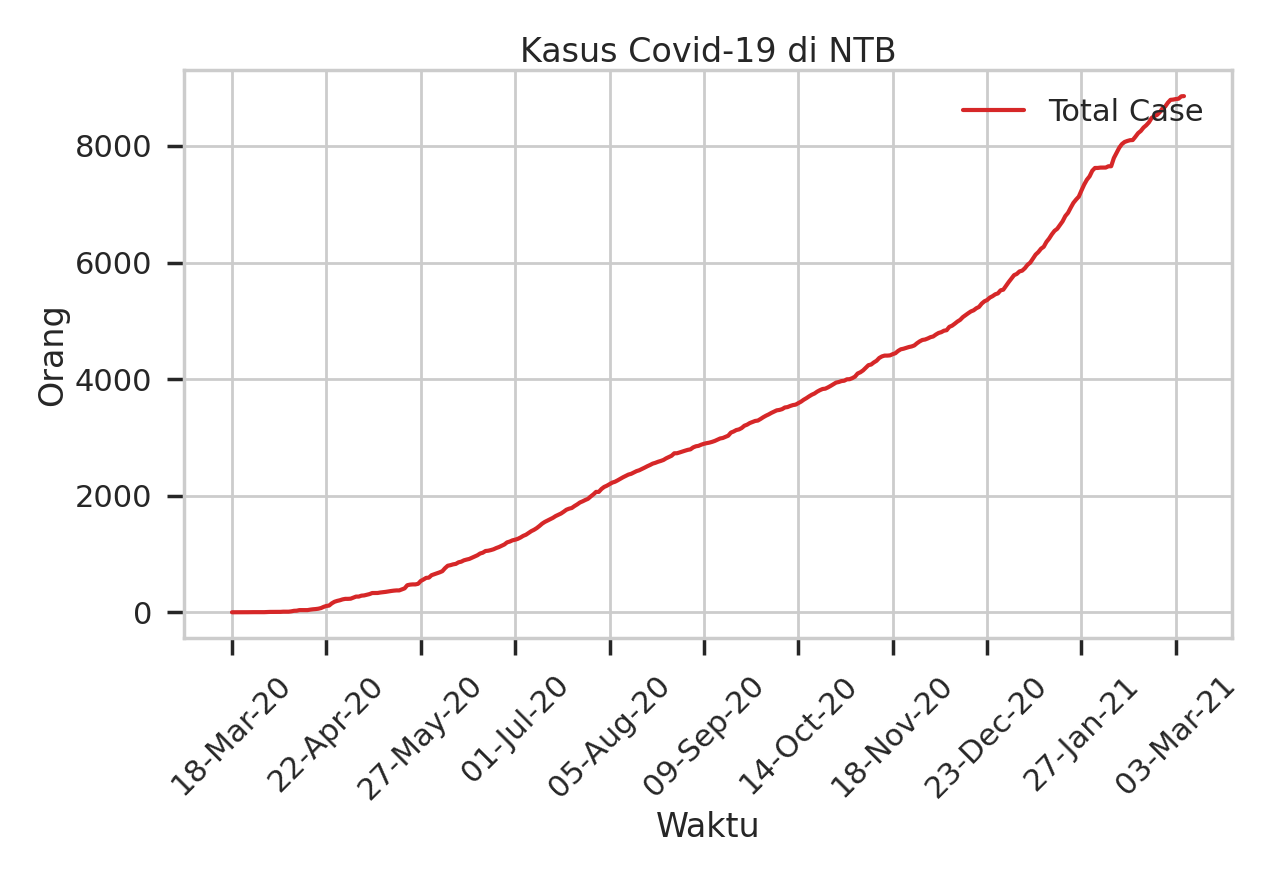 Kasus Covid-19 di NTB
Total Case
8000
6000
4000
2000
0
Orang
18-Mar-20
22-Apr-20
27-May-20
01-Jul-20
05-Aug-20
09-Sep-20
14-Oct-20
18-Nov-20
23-Dec-20
27-Jan-21
03-Mar-21
Waktu